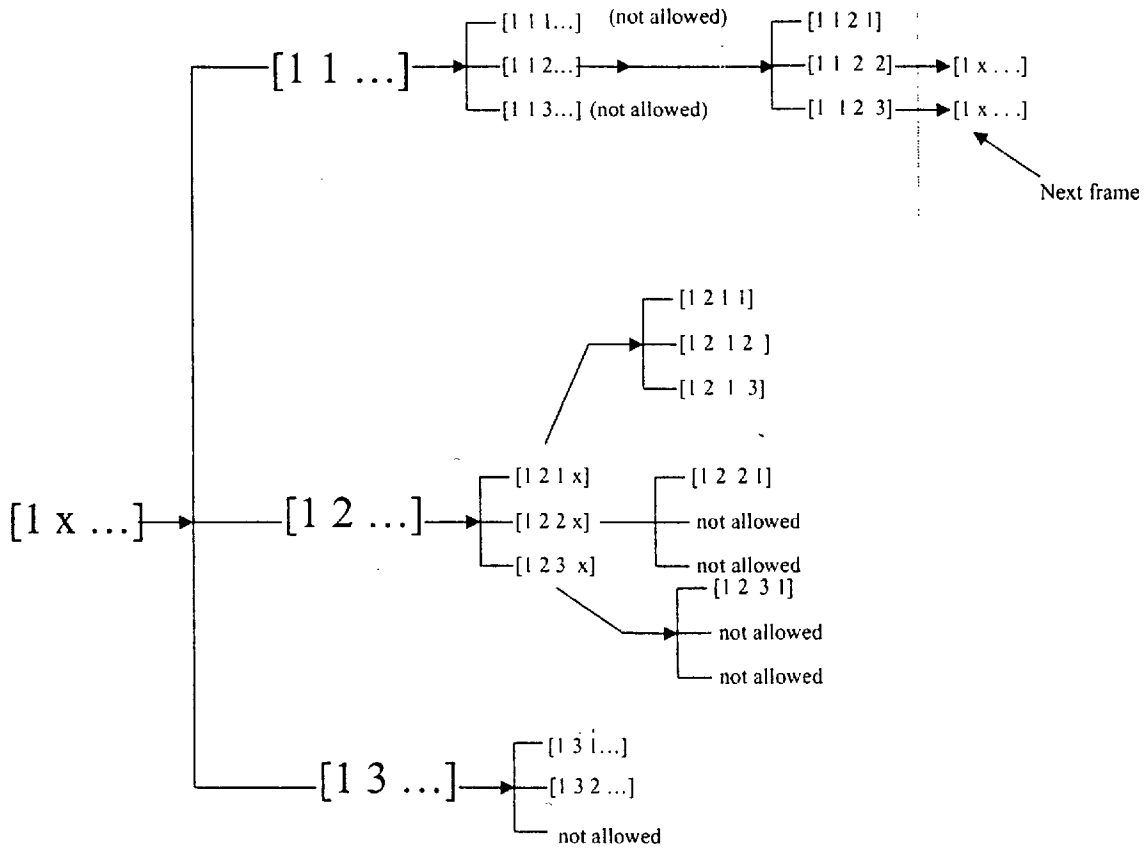 [1 1 1...] (not allowed) [1 1 2 1]
[1 1 ...] [1 1 2...] [1 1 2 2] [1 x . . .]
[1 1 3...] (not allowed) [1 1 2 3] [1 x . . .]
Next frame
[1 2 1 1]
[1 2 1 2 ]
[1 2 1 3]
[1 2 1 x] [1 2 2 1]
[1 x ...] [1 2 ...] [1 2 2 x] not allowed
[1 2 3 x] not allowed
[1 2 3 1]
not allowed
not allowed
[1 3 1...]
[1 3 ...] [1 3 2 ...]
not allowed